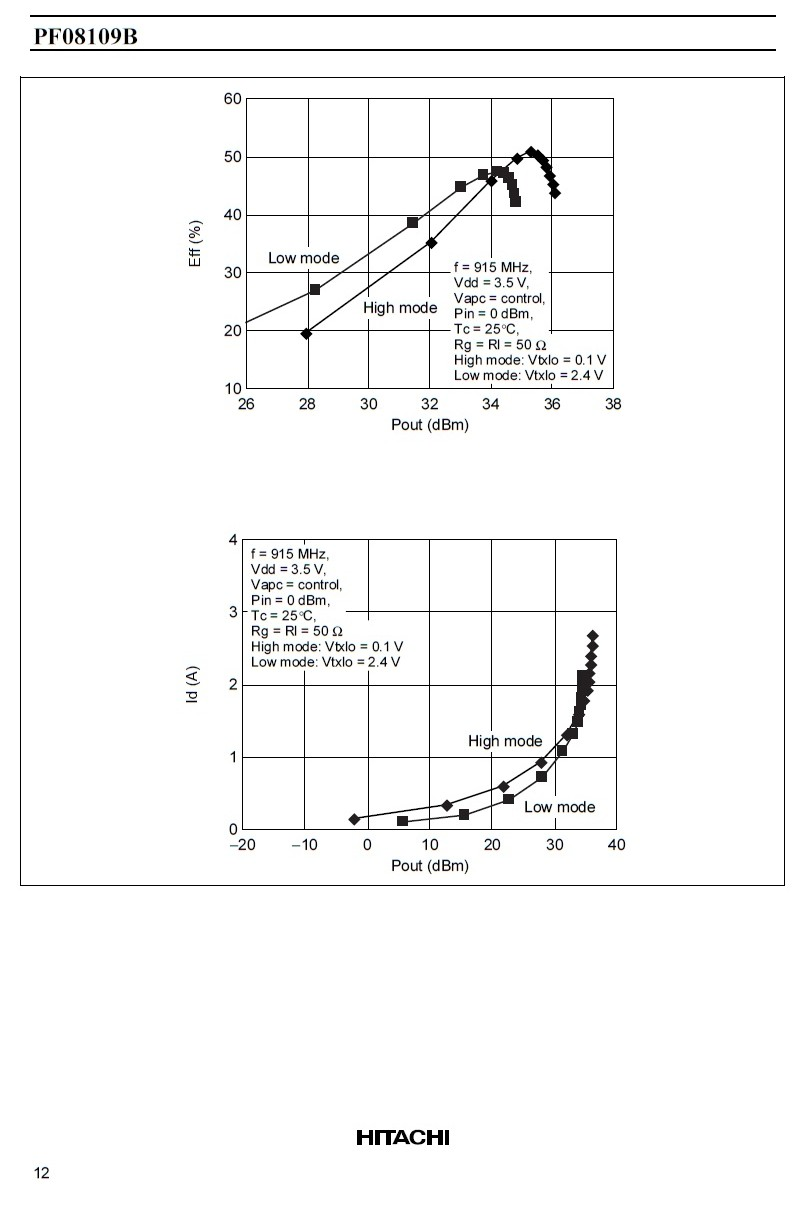 PF08109B
60
50
40
30
20
10
Eff (%)
Low mode
High mode
f = 915 MHz,
Vdd = 3.5 V,
Vapc = control,
Pin = 0 dBm,
Tc = 25°C,
Rg = Rl = 50 Ω
High mode: Vtxlo = 0.1 V
Low mode: Vtxlo = 2.4 V
26 28 30 32 34 36 38
Pout (dBm)
4
3
2
1
0
Id (A)
f = 915 MHz,
Vdd = 3.5 V,
Vapc = control,
Pin = 0 dBm,
Tc = 25°C,
Rg = Rl = 50 Ω
High mode: Vtxlo = 0.1 V
Low mode: Vtxlo = 2.4 V
High mode
Low mode
–20 –10 0 10 20 30 40
Pout (dBm)
HITACHI
12